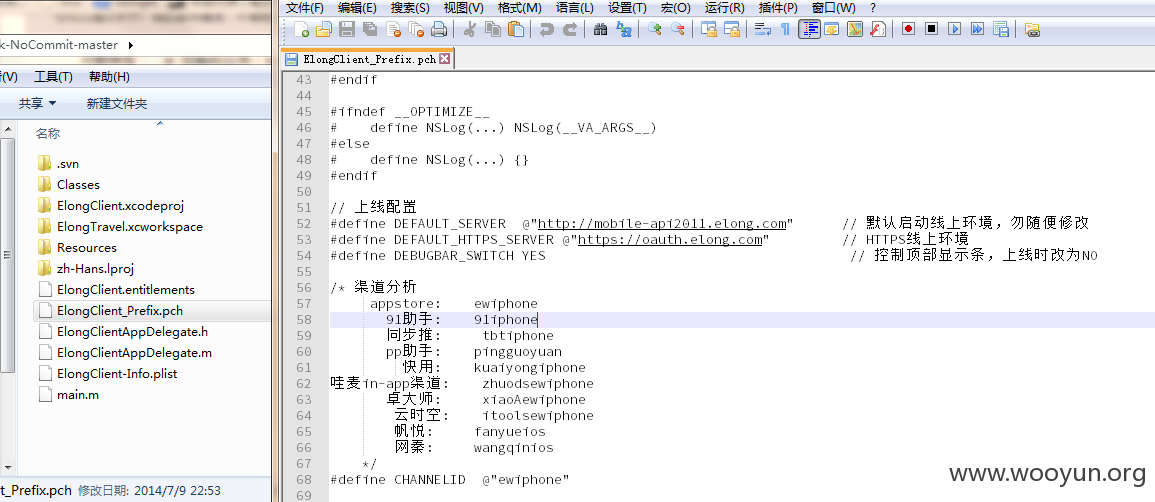 k-NoCommit-master
(V) 工具(T) 帮助(H)
共享 新建文件夹
名称
.svn
Classes
ElongClient.xcodeproj
ElongTravel.xcworkspace
Resources
zh-Hans.lproj
ElongClient.entitlements
ElongClient_Prefix.pch
ElongClientAppDelegate.h
ElongClientAppDelegate.m
ElongClient-Info.plist
main.m
t_Prefix.pch 修改日期: 2014/7/9 22:53
文件(F) 编辑(E) 搜索(S) 视图(V) 格式(M) 语言(L) 设置(T) 宏(O) 运行(R) 插件(P) 窗口(W) ?
ElongClient_Prefix.pch
43 #endif
44
45 #ifndef __OPTIMIZE__
46 #    define NSLog(...) NSLog(__VA_ARGS__)
47 #else
48 #    define NSLog(...) {}
49 #endif
50
51 // 上线配置
52 #define DEFAULT_SERVER  @"http://mobile-api2011.elong.com"      // 默认启动线上环境，勿随便修改
53 #define DEFAULT_HTTPS_SERVER @"https://oauth.elong.com"         // HTTPS线上环境
54 #define DEBUGBAR_SWITCH YES                                      // 控制顶部显示条，上线时改为NO
55
56 /* 渠道分析
57      appstore:    ewiphone
58        91助手:    91iphone
59        同步推:     tbtiphone
60        pp助手:    pingguoyuan
61          快用:    kuaiyongiphone
62 哇麦in-app渠道:    zhuodsewiphone
63        卓大师:     xiaoAewiphone
64         云时空:    itoolsewiphone
65         帆悦:     fanyueios
66         网秦:     wangqinios
67     */
68 #define CHANNELID  @"ewiphone"
69
www.wooyun.org